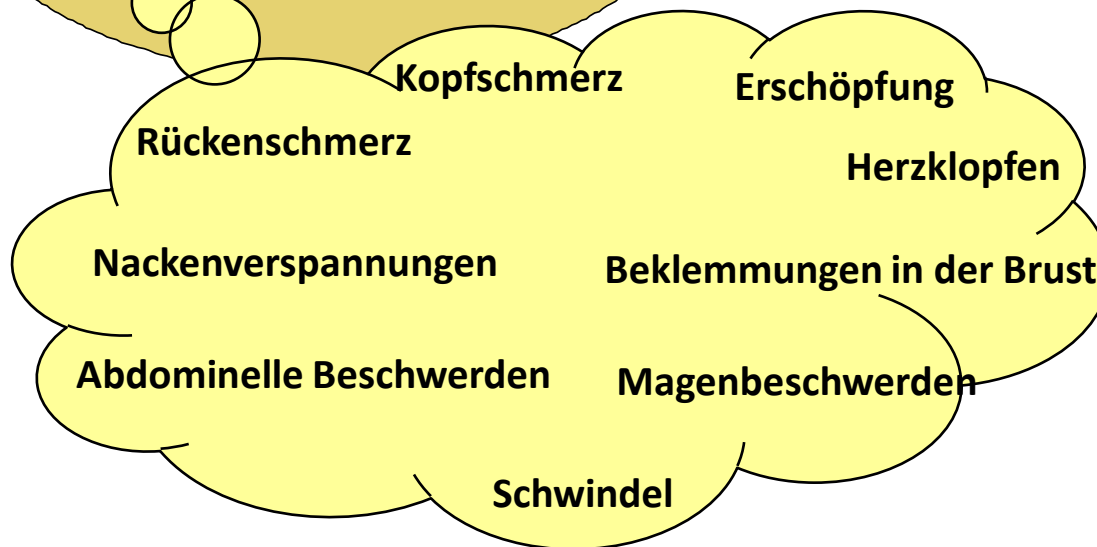 Kopfschmerz
Erschöpfung
Rückenschmerz
Herzklopfen
Nackenverspannungen
Beklemmungen in der Brust
Abdominelle Beschwerden
Magenbeschwerden
Schwindel